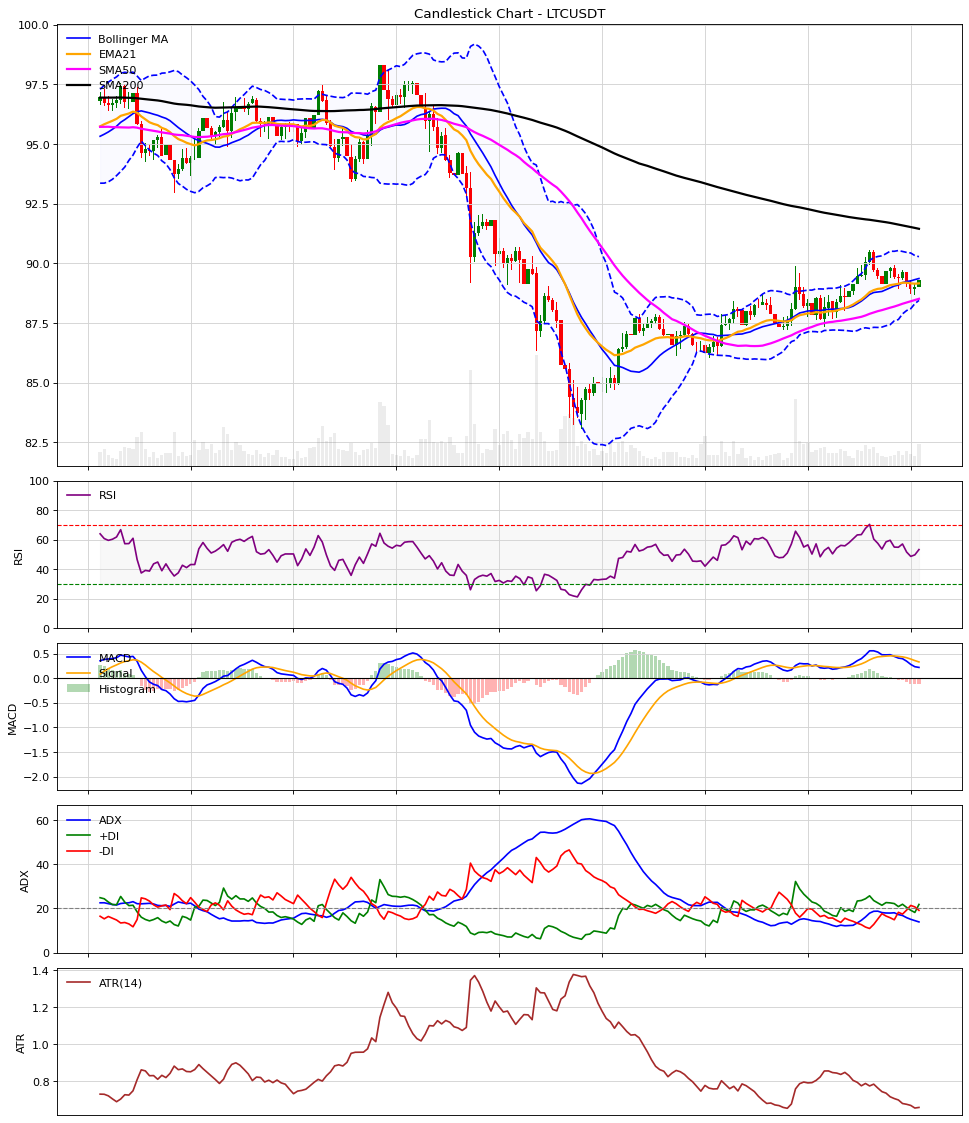 Candlestick Chart - LTCUSDT
100.0
97.5
95.0
92.5
90.0
87.5
85.0
82.5
Bollinger MA
EMA21
SMA50
SMA200
100
80
60
40
20
0
RSI
RSI
0.5
0.0
−0.5
−1.0
−1.5
−2.0
MACD
MACD
Signal
Histogram
60
40
20
0
ADX
ADX
+DI
-DI
1.4
1.2
1.0
0.8
ATR
ATR(14)